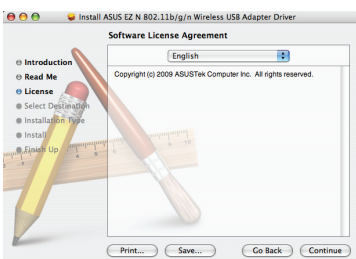 Install ASUS EZ N 802.11b/g/n Wireless USB Adapter Driver
Software License Agreement
Introduction
Read Me
License
Select Destination
Installation Type
Install
Finish Up
English
Copyright (c) 2009 ASUSTek Computer Inc. All rights reserved.
Print...
Save...
Go Back
Continue